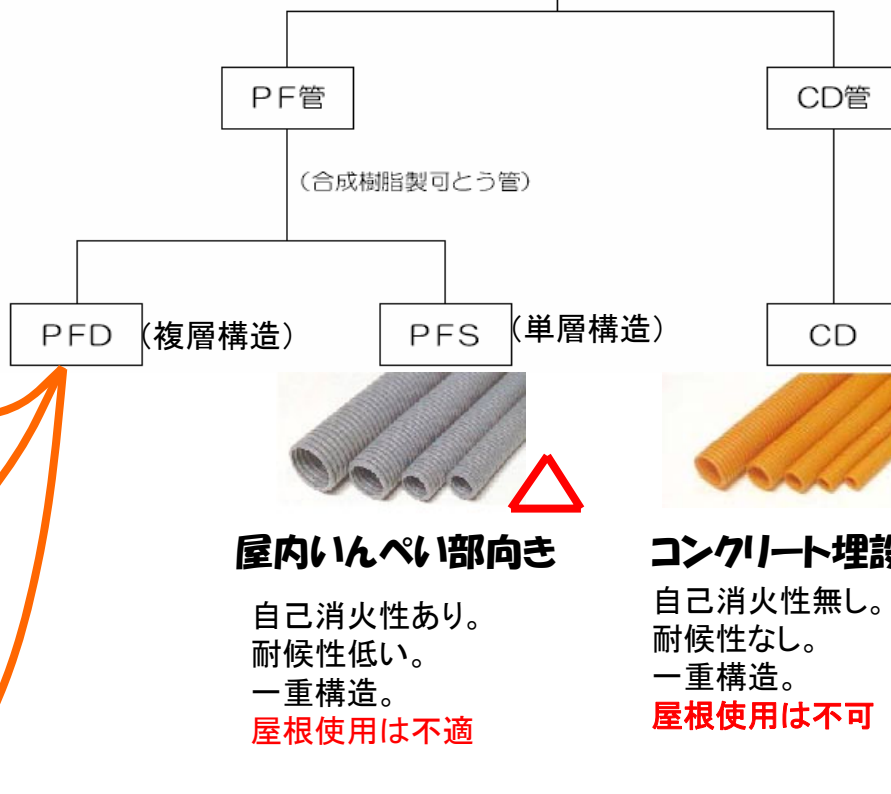 PF管
CD管
（合成樹脂製可とう管）
PFD
（複層構造）
PFS
（単層構造）
CD
屋内いんぺい部向き
自己消火性あり。
耐候性低い。
一重構造。
屋根使用は不適
コンクリート埋設
自己消火性無し。
耐候性なし。
一重構造。
屋根使用は不可